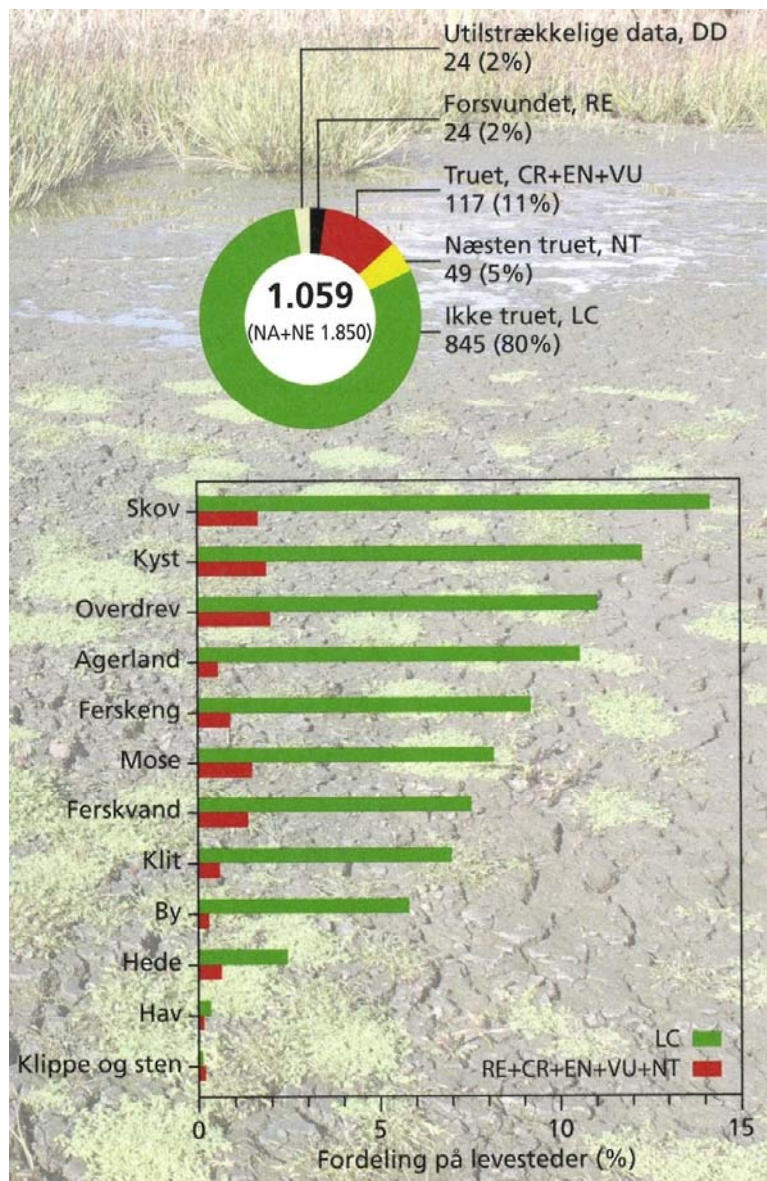 Utilstrækkelige data, DD
24 (2%)
Forsvundet, RE
24 (2%)
Truet, CR+EN+VU
117 (11%)
Næsten truet, NT
49 (5%)
Ikke truet, LC
845 (80%)
1.059
(NA+NE 1.850)
Skov
Kyst
Overdrev
Agerland
Ferskeng
Mose
Ferskvand
Klit
By
Hede
Hav
Klippe og sten
LC
RE+CR+EN+VU+NT
0 5 10 15
Fordeling på levesteder (%)